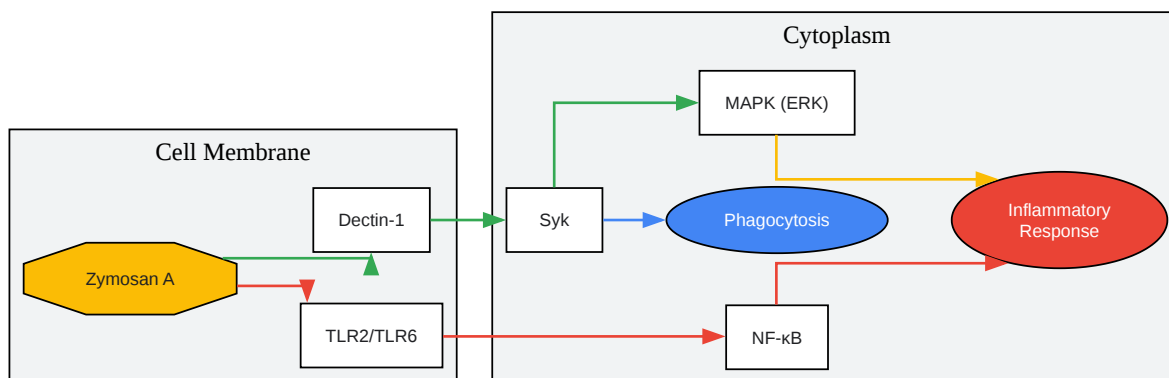 Cytoplasm
MAPK (ERK)
Cell Membrane
Dectin-1
Syk
Phagocytosis
Inflammatory
Response
Zymosan A
TLR2/TLR6
NF-κB